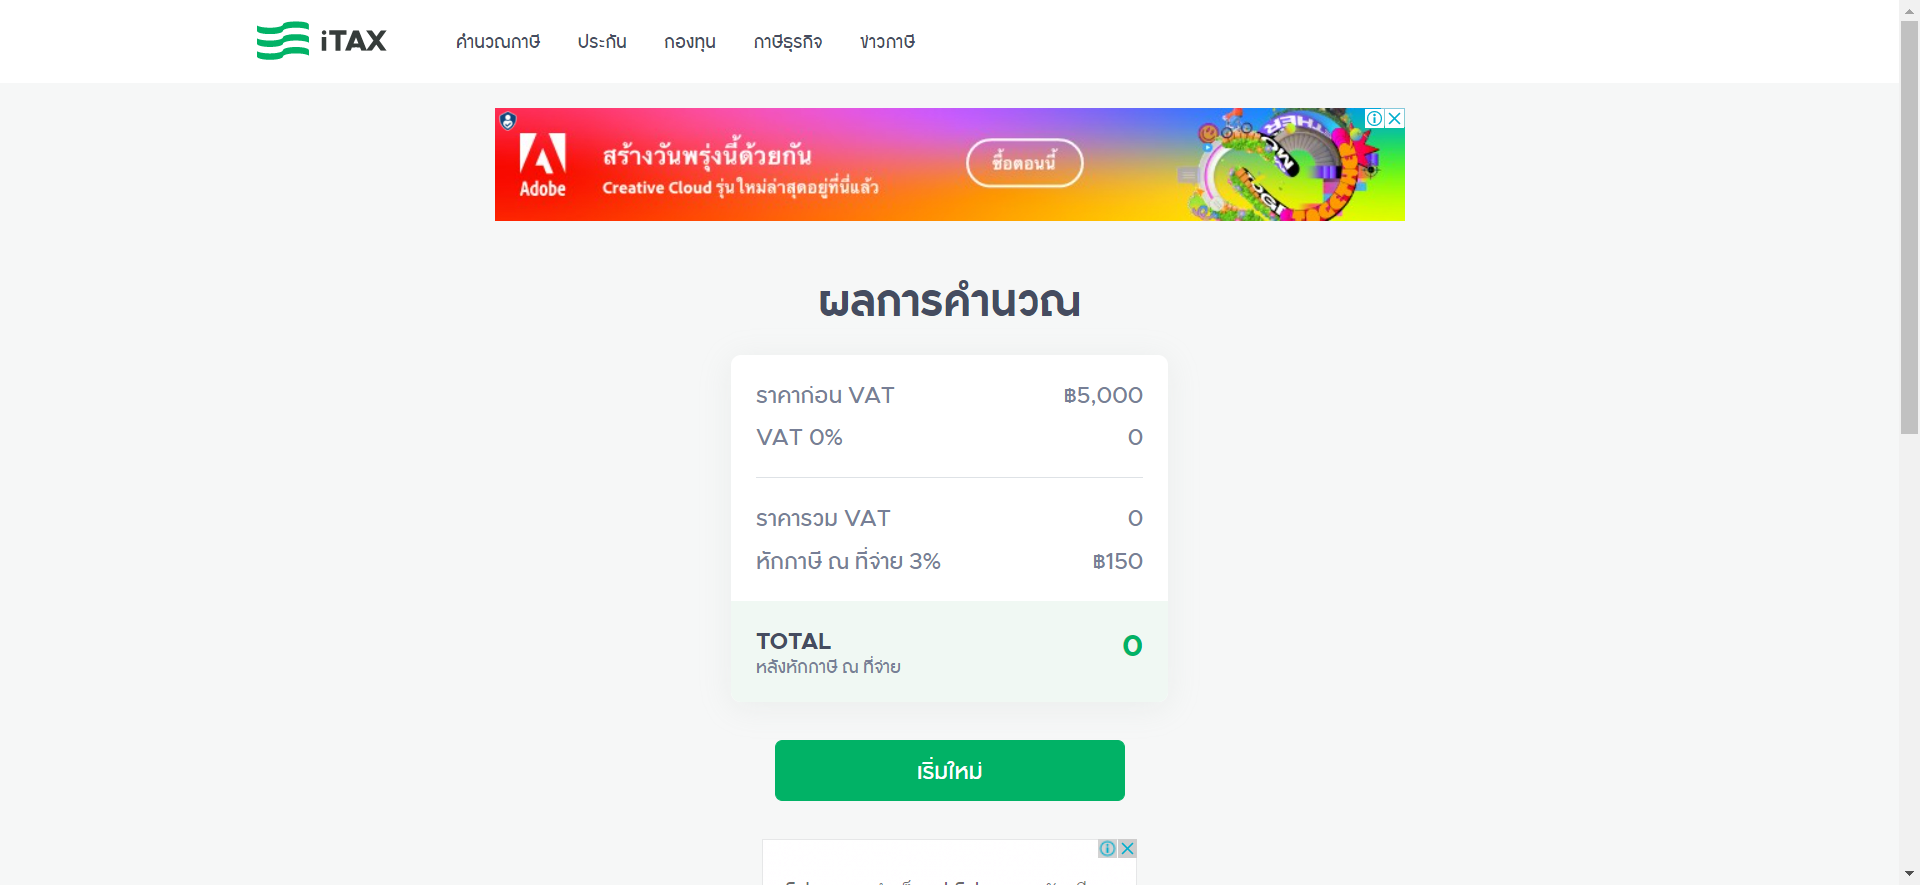 iTAX
คำนวณภาษี ประกัน กองทุน ภาษีธุรกิจ ข่าวภาษี
Adobe
สร้างวันพรุ่งนี้ด้วยกัน
Creative Cloud รุ่นใหม่ล่าสุดอยู่ที่นี่แล้ว
ซื้อตอนนี้
ผลการคำนวณ
ราคาก่อน VAT ฿5,000
VAT 0% 0
ราคารวม VAT 0
หักภาษี ณ ที่จ่าย 3% ฿150
TOTAL 0
หลังหักภาษี ณ ที่จ่าย
เริ่มใหม่